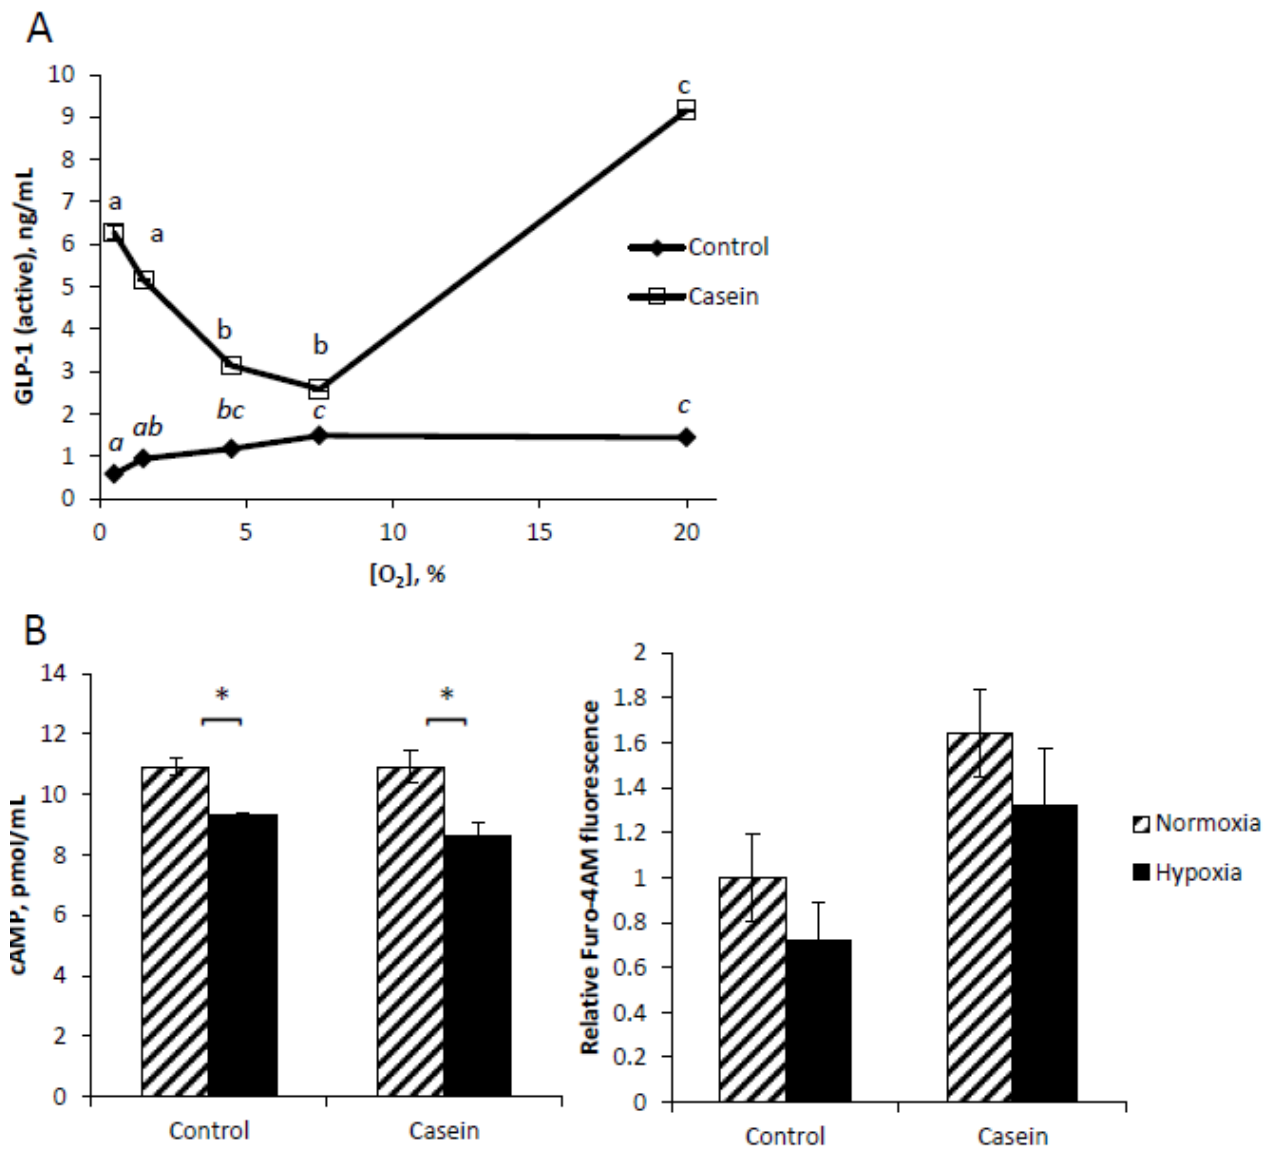 A
GLP-1 (active), ng/mL
10
9
8
7
6
5
4
3
2
1
0
a
a
b
b
c
a
ab
bc
c
c
Control
Casein
0 5 10 15 20
[O₂], %
B
cAMP, pmol/mL
14
12
10
8
6
4
2
0
* *
Control Casein
Relative Furo-4AM fluorescence
2
1.8
1.6
1.4
1.2
1
0.8
0.6
0.4
0.2
0
Control Casein
Normoxia
Hypoxia